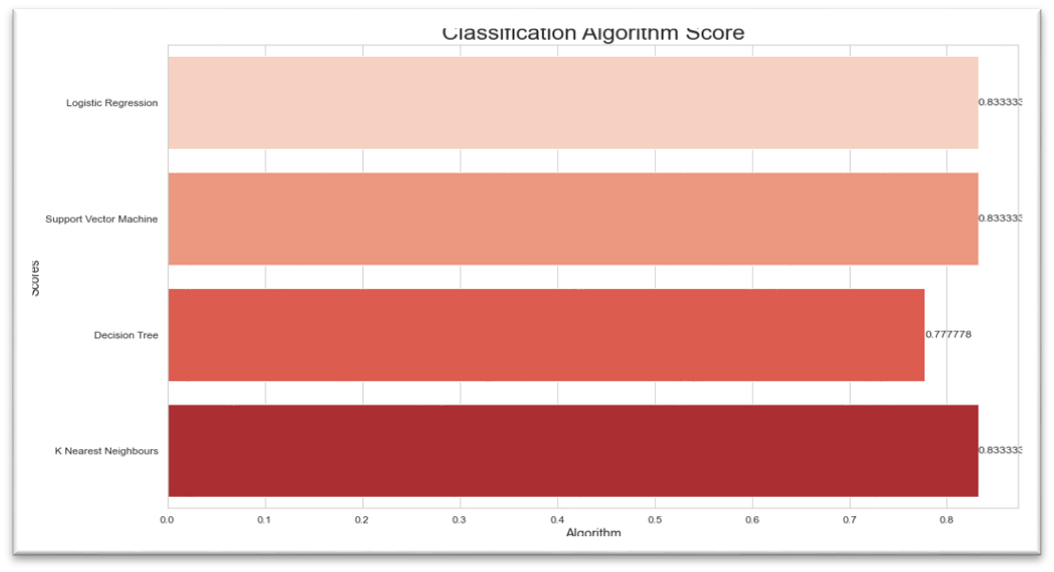 Classification Algorithm Score
Logistic Regression
0.833333
Support Vector Machine
0.833333
Scores
Decision Tree
0.777778
K Nearest Neighbours
0.833333
0.0 0.1 0.2 0.3 0.4 0.5 0.6 0.7 0.8
Algorithm